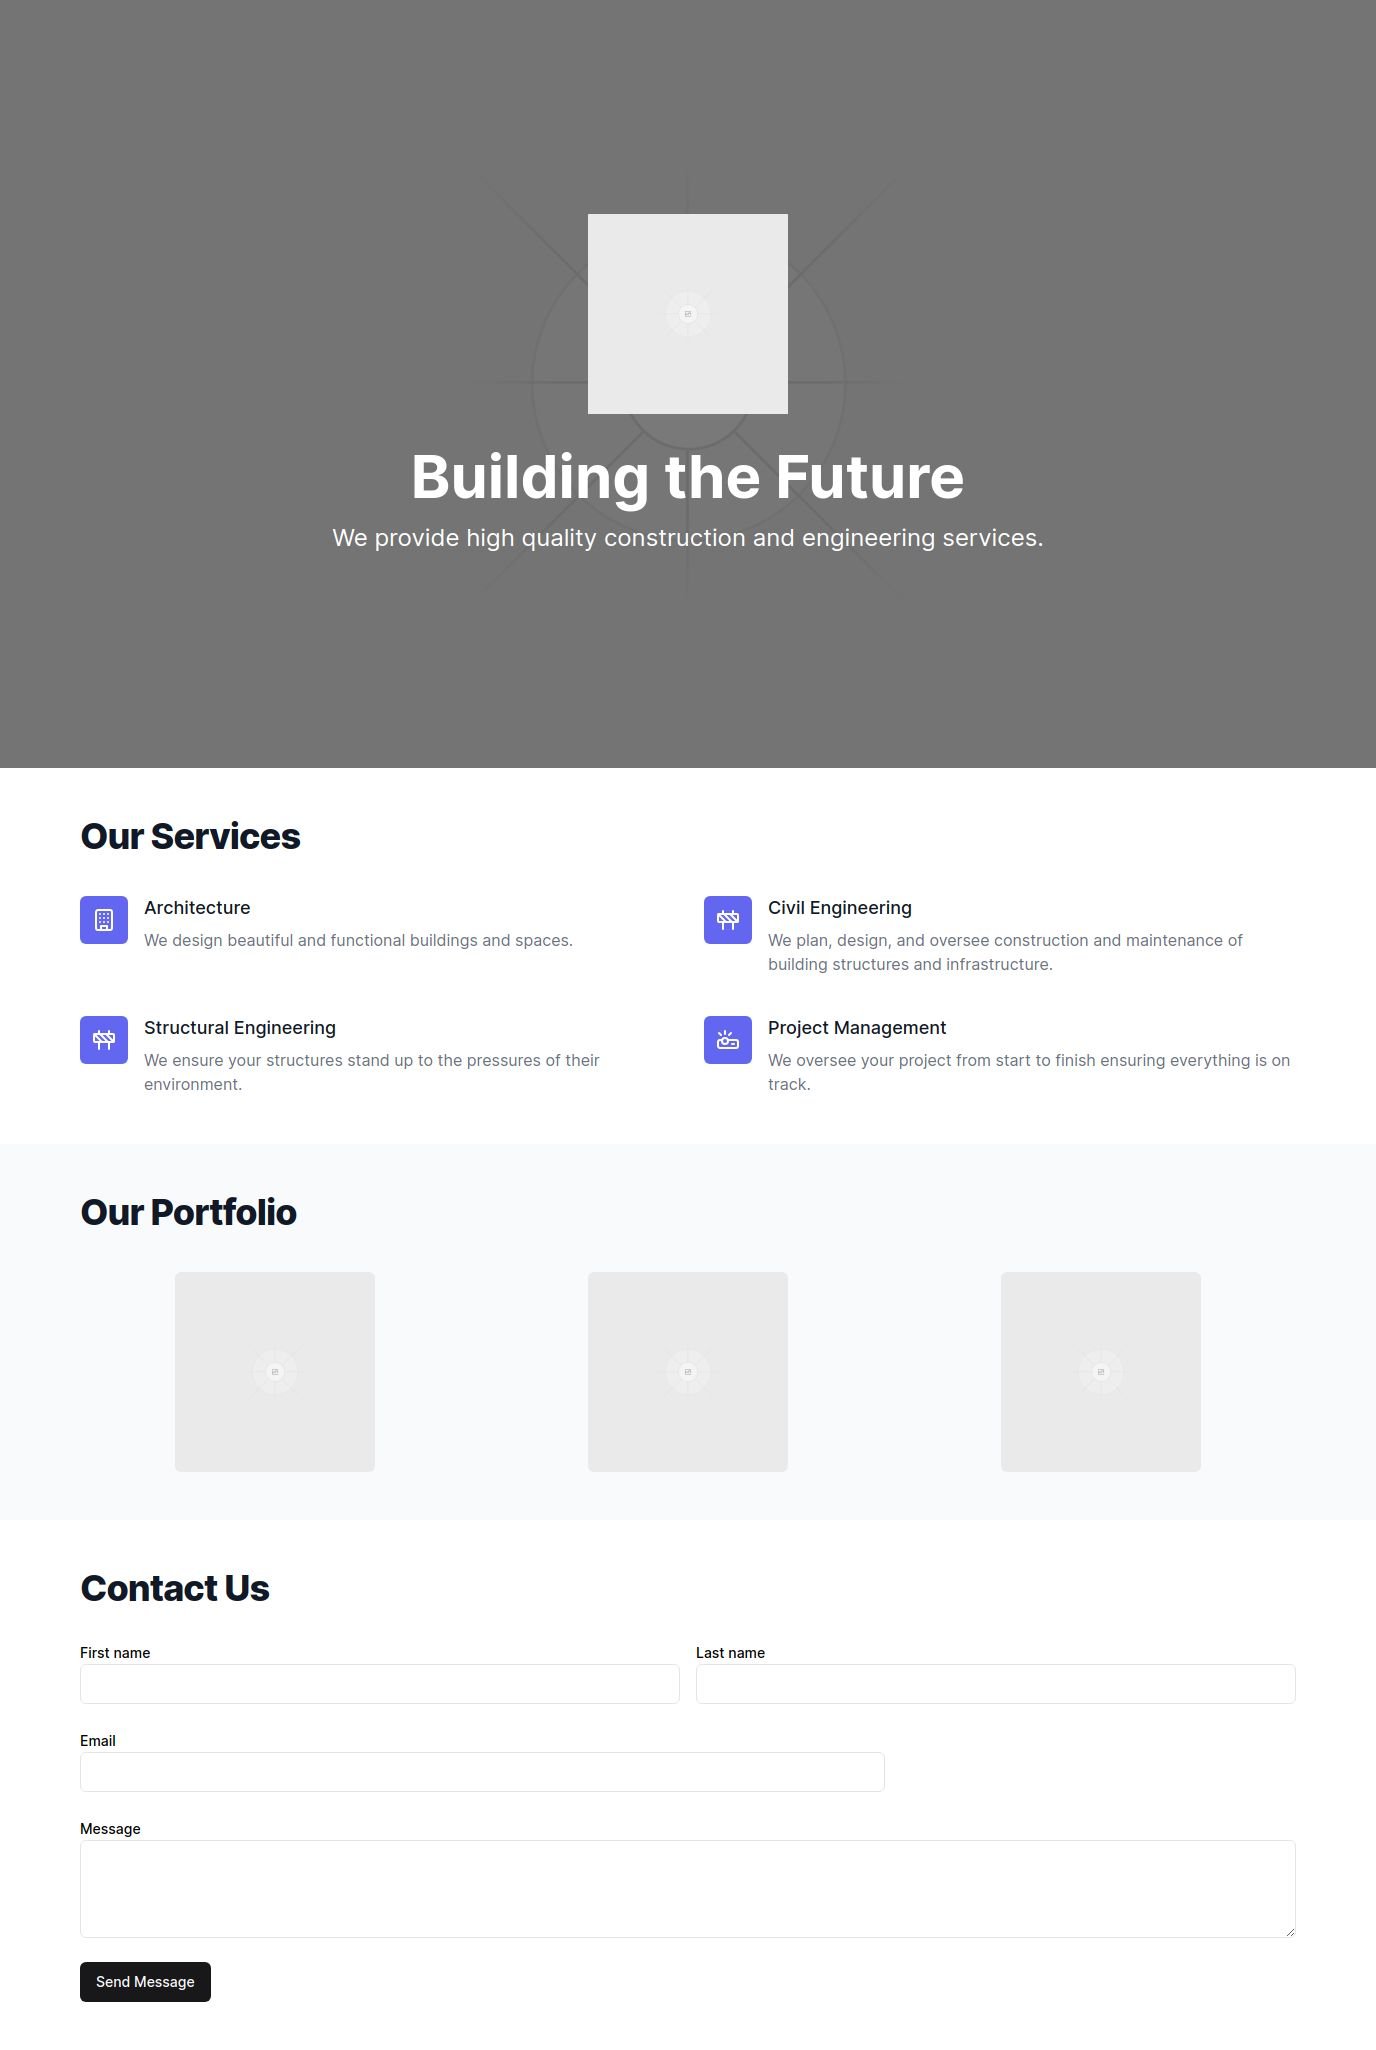 Building the Future
We provide high quality construction and engineering services.
Our Services
Architecture
We design beautiful and functional buildings and spaces.
Civil Engineering
We plan, design, and oversee construction and maintenance of
building structures and infrastructure.
Structural Engineering
We ensure your structures stand up to the pressures of their
environment.
Project Management
We oversee your project from start to finish ensuring everything is on
track.
Our Portfolio
Contact Us
First name
Last name
Email
Message
Send Message